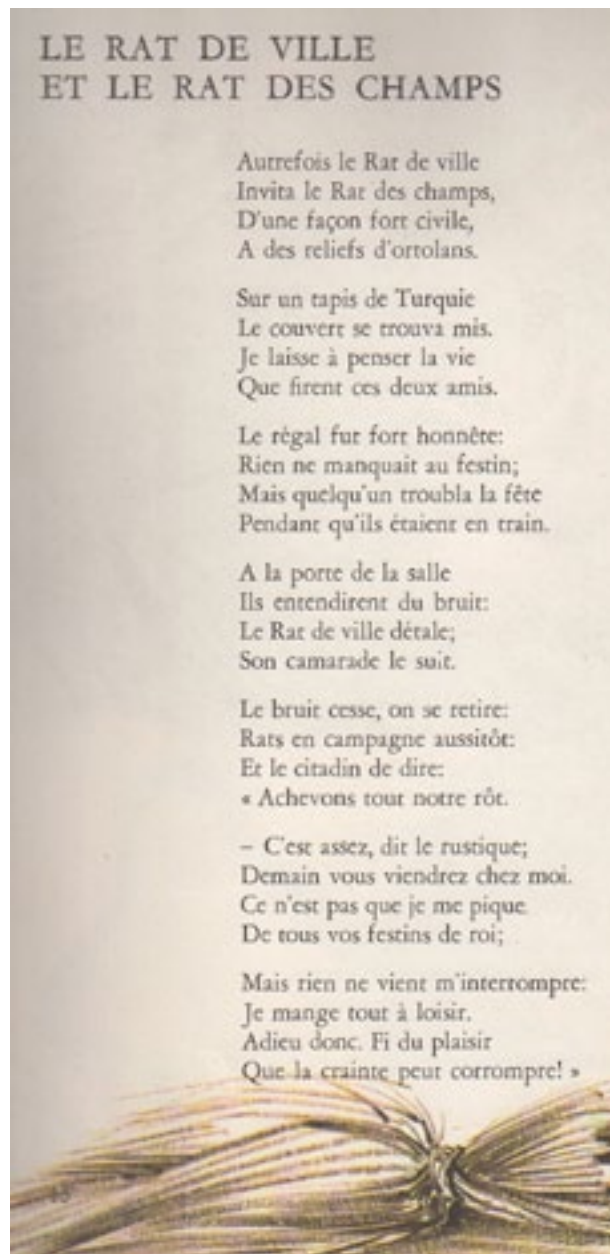 LE RAT DE VILLE
ET LE RAT DES CHAMPS
Autrefois le Rat de ville
Invita le Rat des champs,
D'une façon fort civile,
A des reliefs d'ortolans.
Sur un tapis de Turquie
Le couvert se trouva mis.
Je laisse à penser la vie
Que firent ces deux amis.
Le régal fut fort honnête:
Rien ne manquait au festin;
Mais quelqu'un troubla la fête
Pendant qu'ils étaient en train.
A la porte de la salle
Ils entendirent du bruit:
Le Rat de ville détale;
Son camarade le suit.
Le bruit cesse, on se retire:
Rats en campagne aussitôt:
Et le citadin de dire:
« Achevons tout notre rôt.
– C'est assez, dit le rustique;
Demain vous viendrez chez moi.
Ce n'est pas que je me pique
De tous vos festins de roi;
Mais rien ne vient m'interrompre:
Je mange tout à loisir.
Adieu donc. Fi du plaisir
Que la crainte peut corrompre! »